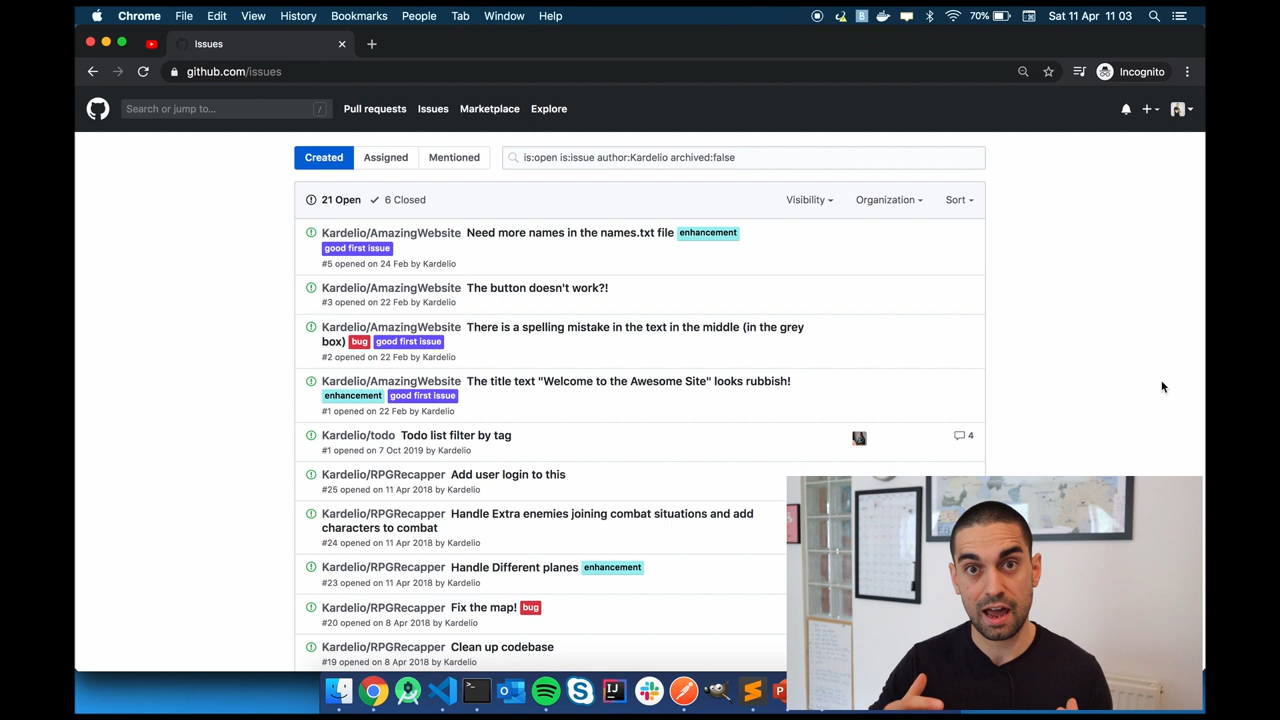 Chrome File Edit View History Bookmarks People Tab Window Help 70% Sat 11 Apr 11 03
Issues
github.com/issues Incognito
Search or jump to... / Pull requests Issues Marketplace Explore
Created Assigned Mentioned is:open is:issue author:Kardelio archived:false
21 Open 6 Closed Visibility Organization Sort
Kardelio/AmazingWebsite Need more names in the names.txt file enhancement
good first issue
#5 opened on 24 Feb by Kardelio
Kardelio/AmazingWebsite The button doesn't work?!
#3 opened on 22 Feb by Kardelio
Kardelio/AmazingWebsite There is a spelling mistake in the text in the middle (in the grey
box) bug good first issue
#2 opened on 22 Feb by Kardelio
Kardelio/AmazingWebsite The title text "Welcome to the Awesome Site" looks rubbish!
enhancement good first issue
#1 opened on 22 Feb by Kardelio
Kardelio/todo Todo list filter by tag 4
#1 opened on 7 Oct 2019 by Kardelio
Kardelio/RPGRecapper Add user login to this
#25 opened on 11 Apr 2018 by Kardelio
Kardelio/RPGRecapper Handle Extra enemies joining combat situations and add
characters to combat
#24 opened on 11 Apr 2018 by Kardelio
Kardelio/RPGRecapper Handle Different planes enhancement
#23 opened on 11 Apr 2018 by Kardelio
Kardelio/RPGRecapper Fix the map! bug
#20 opened on 8 Apr 2018 by Kardelio
Kardelio/RPGRecapper Clean up codebase
#19 opened on 8 Apr 2018 by Kardelio